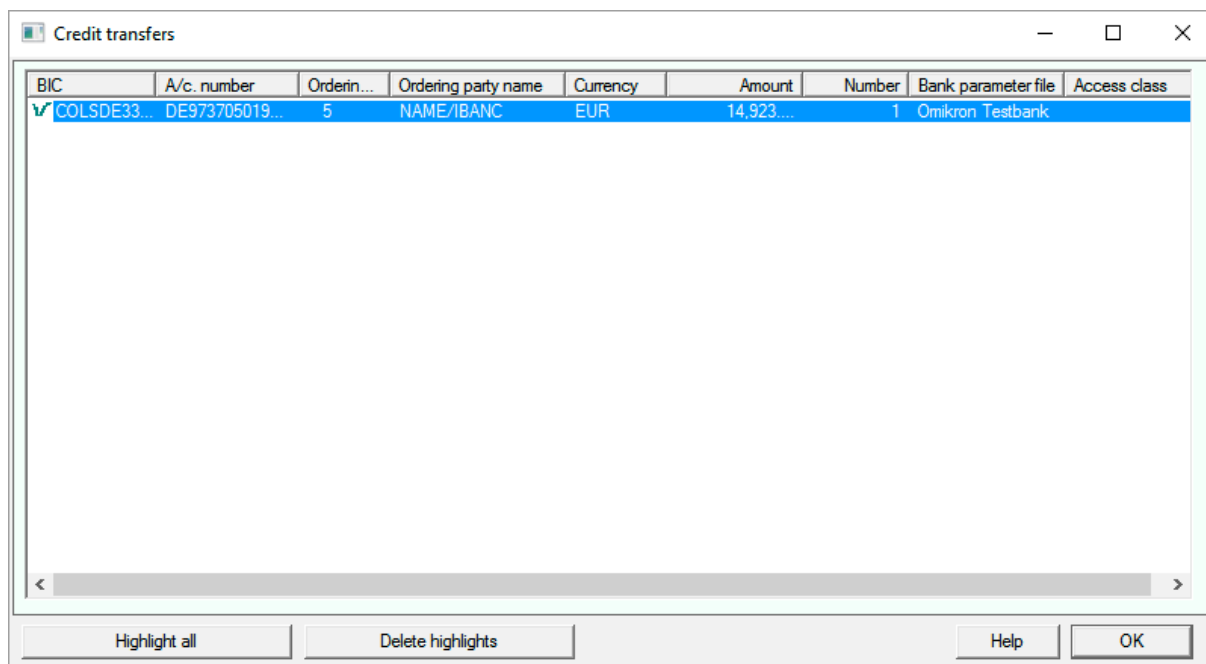 Credit transfers
BIC A/c. number Orderin... Ordering party name Currency Amount Number Bank parameter file Access class
COLSDE33... DE973705019... 5 NAME/IBANC EUR 14,923.... 1 Omikron Testbank
Highlight all Delete highlights Help OK